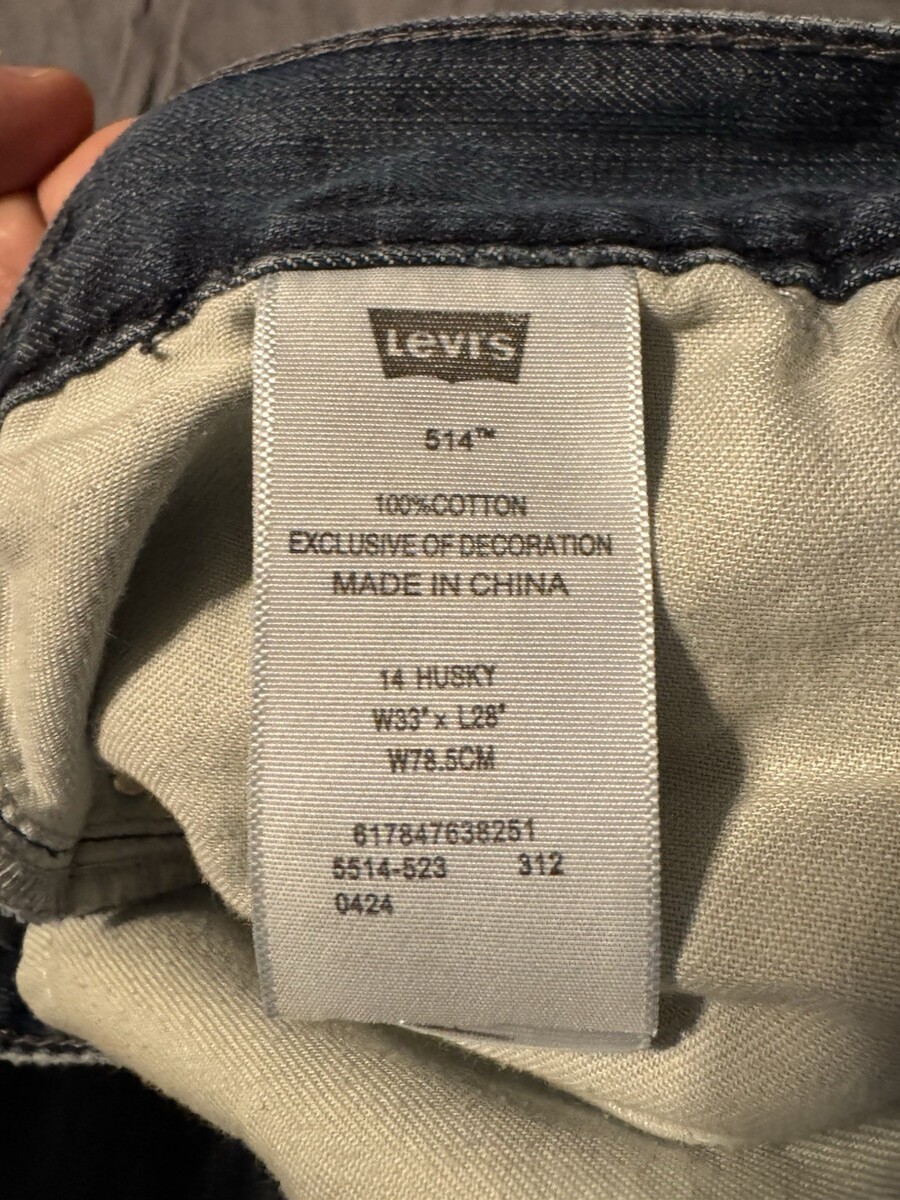 Levi's
514™
100%COTTON
EXCLUSIVE OF DECORATION
MADE IN CHINA
14 HUSKY
W33" x L28"
W78.5CM
617847638251
5514-523 312
0424